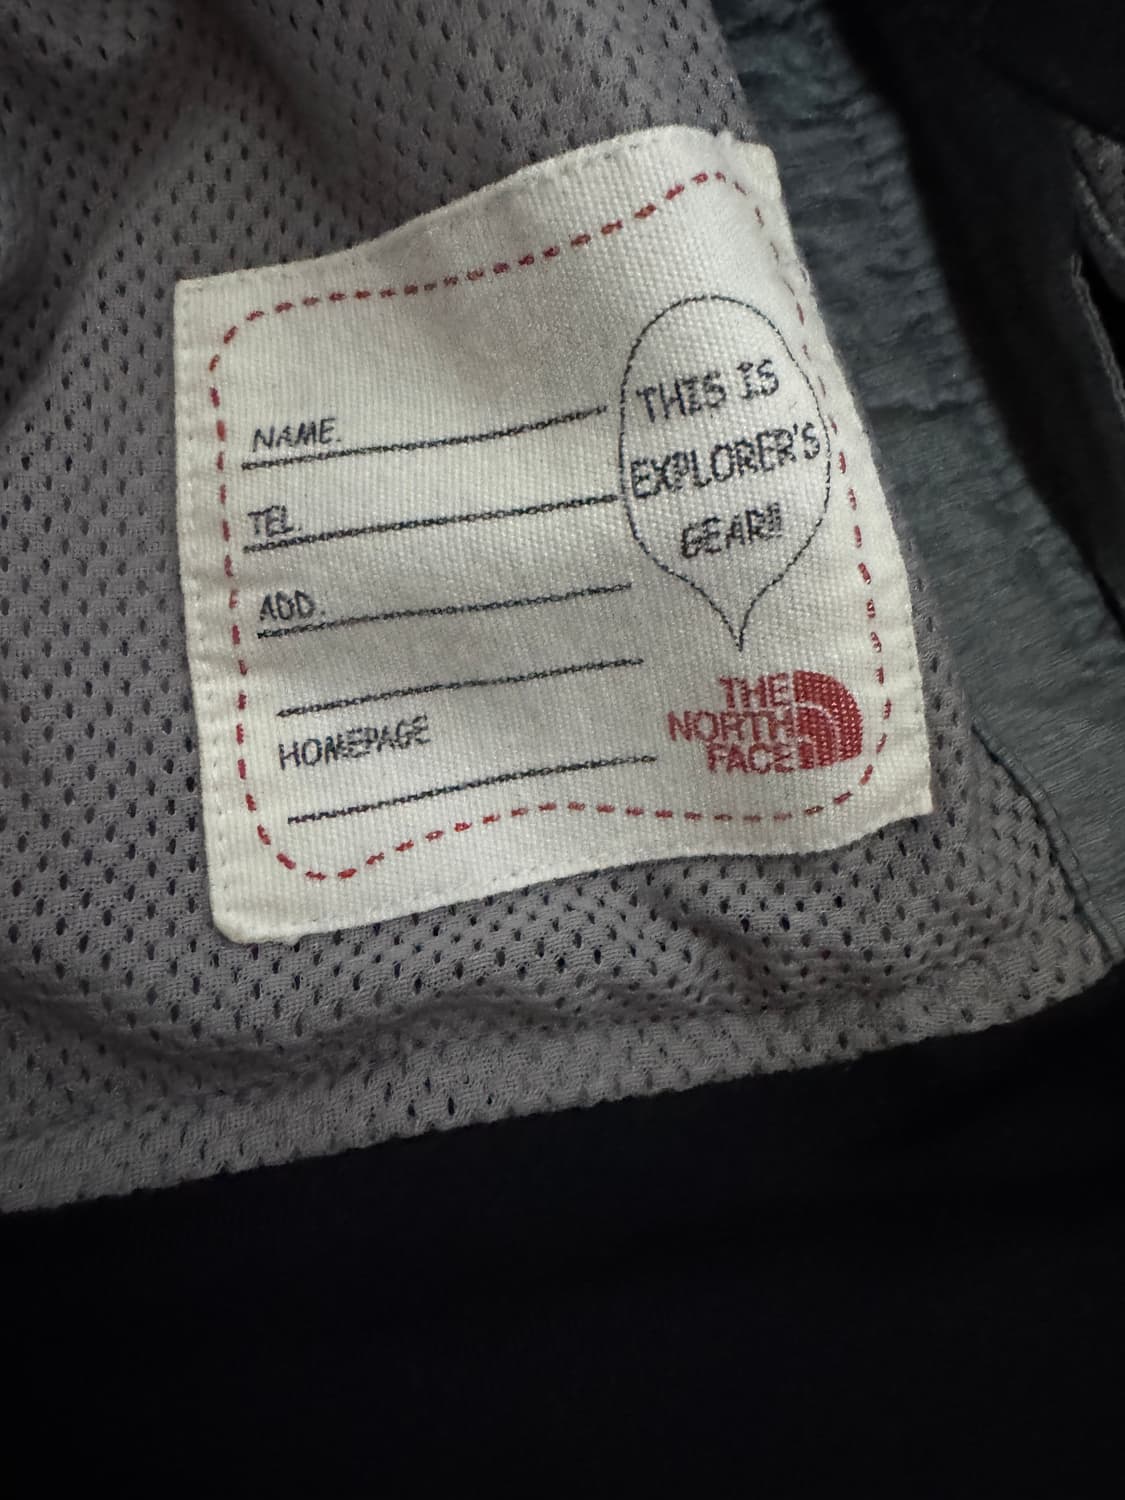 NAME.
TEL.
ADD.
HOMEPAGE
THIS IS
EXPLORER'S
GEAR!!
THE
NORTH
FACE